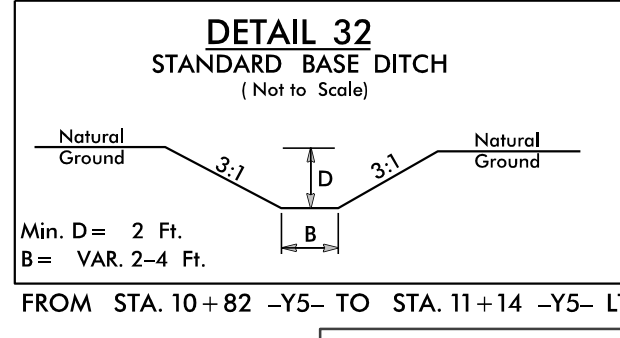 DETAIL 32
STANDARD BASE DITCH
( Not to Scale)
Natural
Ground
3:1
D
3:1
Natural
Ground
Min. D = 2 Ft.
B
B = VAR. 2-4 Ft.
FROM STA. 10+82 -Y5- TO STA. 11+14 -Y5- LT